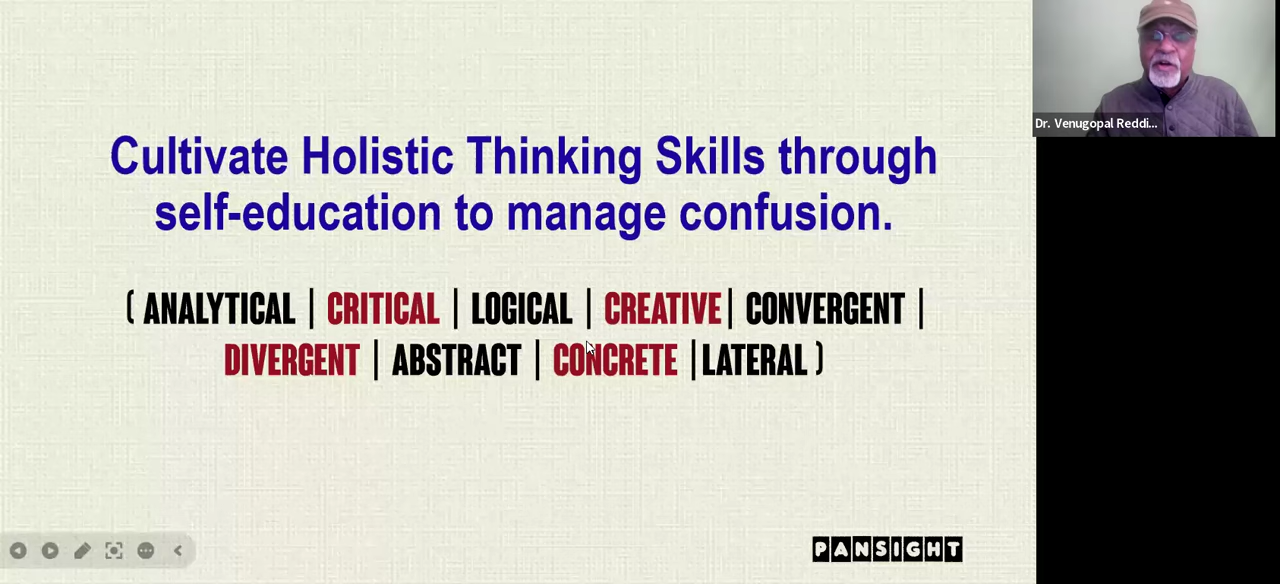 Cultivate Holistic Thinking Skills through
self-education to manage confusion.
( ANALYTICAL | CRITICAL | LOGICAL | CREATIVE| CONVERGENT |
DIVERGENT | ABSTRACT | CONCRETE |LATERAL )
PANSIGHT
Dr. Venugopal Reddi...